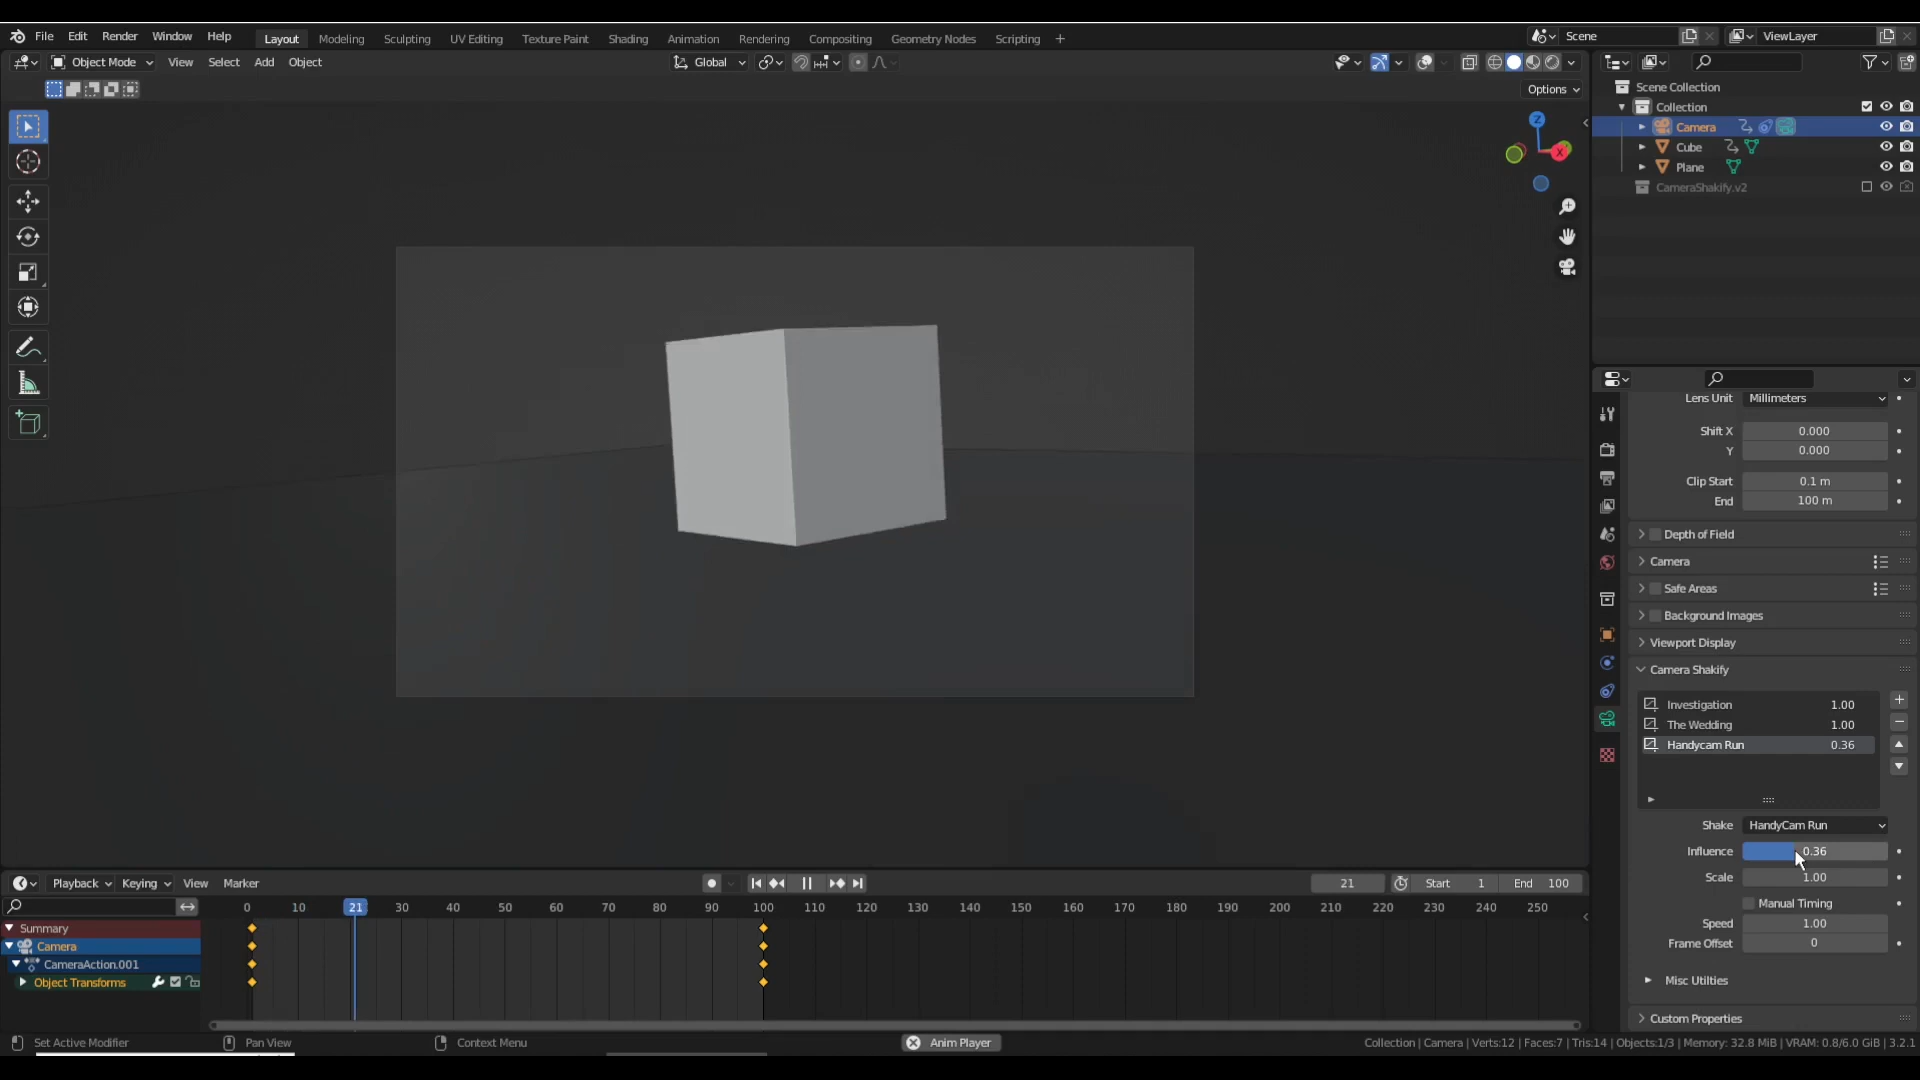 File Edit Render Window Help Layout Modeling Sculpting UV Editing Texture Paint Shading Animation Rendering Compositing Geometry Nodes Scripting + Scene ViewLayer
Object Mode View Select Add Object Global
Options
Z
X
Scene Collection
Collection
Camera
Cube
Plane
CameraShakify.v2
Lens Unit Millimeters
Shift X 0.000
Y 0.000
Clip Start 0.1 m
End 100 m
Depth of Field
Camera
Safe Areas
Background Images
Viewport Display
Camera Shakify
Investigation 1.00
The Wedding 1.00
Handycam Run 0.36
Shake HandyCam Run
Influence 0.36
Scale 1.00
Manual Timing
Speed 1.00
Frame Offset 0
Misc Utilties
Custom Properties
Playback Keying View Marker 21 Start 1 End 100
0 10 21 30 40 50 60 70 80 90 100 110 120 130 140 150 160 170 180 190 200 210 220 230 240 250
Summary
Camera
CameraAction.001
Object Transforms
Set Active Modifier Pan View Context Menu Anim Player Collection | Camera | Verts:12 | Faces:7 | Tris:14 | Objects:1/3 | Memory: 32.8 MiB | VRAM: 0.8/6.0 GiB | 3.2.1